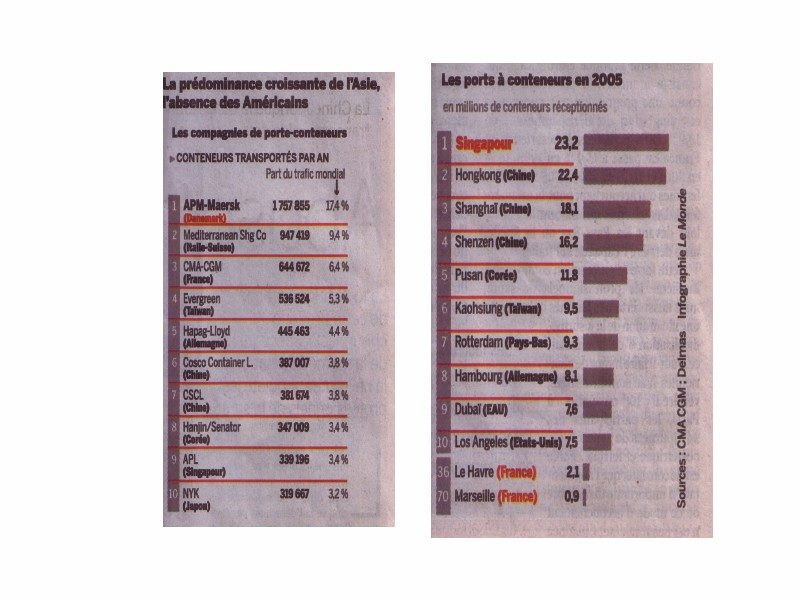 La prédominance croissante de l'Asie,
l'absence des Américains
Les compagnies de porte-conteneurs
▶CONTENEURS TRANSPORTÉS PAR AN
Part du trafic mondial
1 APM-Maersk 1 757 855 17,4 %
(Danemark)
2 Mediterranean Shg Co 947 419 9,4 %
(Italie-Suisse)
3 CMA-CGM 644 672 6,4 %
(France)
4 Evergreen 536 524 5,3 %
(Taïwan)
5 Hapag-Lloyd 445 463 4,4 %
(Allemagne)
6 Cosco Container L. 387 007 3,8 %
(Chine)
7 CSCL 381 674 3,8 %
(Chine)
8 Hanjin/Senator 347 009 3,4 %
(Corée)
9 APL 339 196 3,4 %
(Singapour)
10 NYK 319 667 3,2 %
(Japon)
Les ports à conteneurs en 2005
en millions de conteneurs réceptionnés
1 Singapour 23,2
2 Hongkong (Chine) 22,4
3 Shanghaï (Chine) 18,1
4 Shenzen (Chine) 16,2
5 Pusan (Corée) 11,8
6 Kaohsiung (Taïwan) 9,5
7 Rotterdam (Pays-Bas) 9,3
8 Hambourg (Allemagne) 8,1
9 Dubaï (EAU) 7,6
10 Los Angeles (Etats-Unis) 7,5
36 Le Havre (France) 2,1
70 Marseille (France) 0,9
Sources : CMA CGM ; Delmas Infographie Le Monde